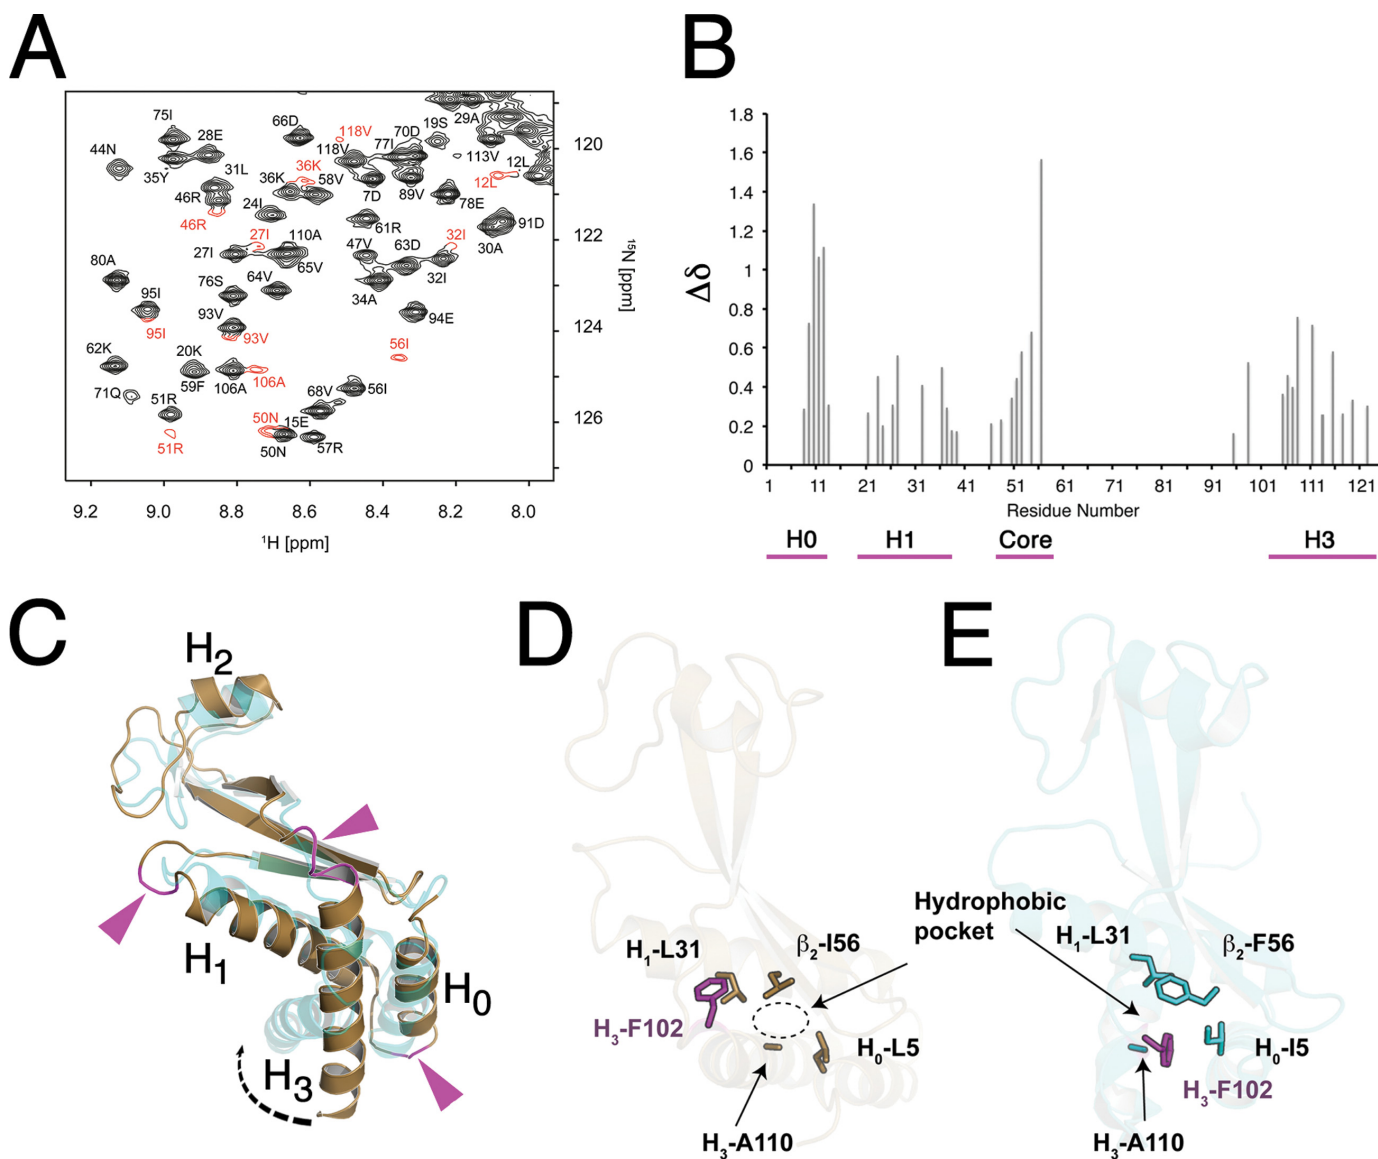 A
75I
28E
66D
118V
118V
77I
70D
19S
29A
44N
35Y
31L
36K
36K
58V
113V
12L
12L
46R
46R
24I
7D
89V
78E
61R
91D
30A
27I
27I
110A
65V
47V
63D
32I
32I
80A
76S
64V
34A
95I
95I
93V
93V
94E
62K
20K
59F
106A
106A
56I
56I
71Q
51R
51R
68V
50N
50N
15E
57R
120
122
124
126
15N [ppm]
9.2 9.0 8.8 8.6 8.4 8.2 8.0
1H [ppm]
B
1.8
1.6
1.4
1.2
1
0.8
0.6
0.4
0.2
0
Δδ
1 11 21 31 41 51 61 71 81 91 101 111 121
Residue Number
H0 H1 Core H3
C
H2
H1
H0
H3
D
H1-L31
β2-I56
H3-F102
H0-L5
H3-A110
Hydrophobic
pocket
E
H1-L31
β2-F56
H0-I5
H3-F102
H3-A110